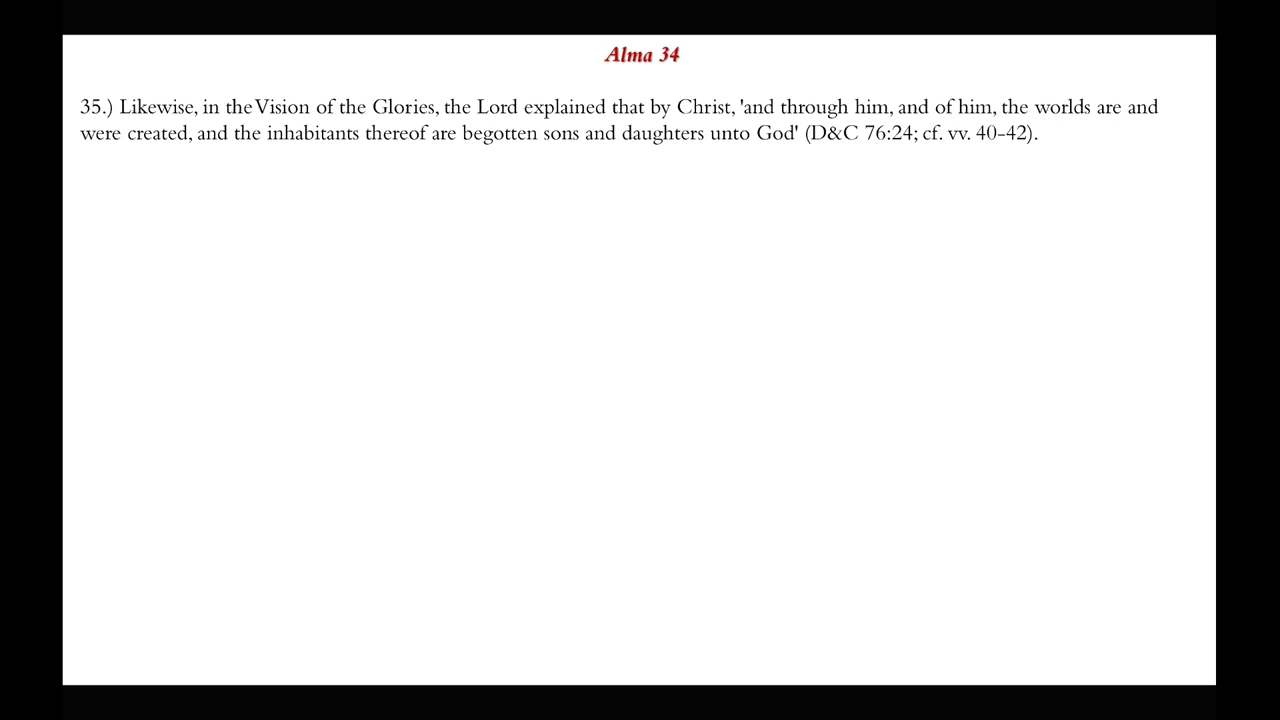 Alma 34
35.) Likewise, in the Vision of the Glories, the Lord explained that by Christ, 'and through him, and of him, the worlds are and
were created, and the inhabitants thereof are begotten sons and daughters unto God' (D&C 76:24; cf. vv. 40-42).